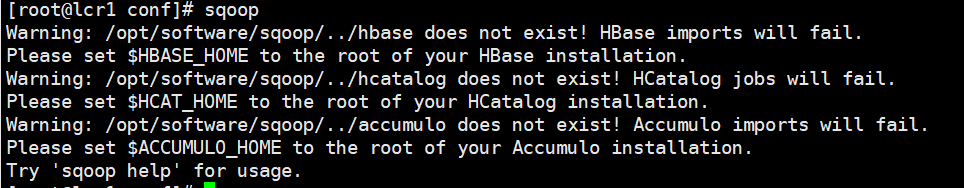 [root@lcr1 conf]# sqoop
Warning: /opt/software/sqoop/../hbase does not exist! HBase imports will fail.
Please set $HBASE_HOME to the root of your HBase installation.
Warning: /opt/software/sqoop/../hcatalog does not exist! HCatalog jobs will fail.
Please set $HCAT_HOME to the root of your HCatalog installation.
Warning: /opt/software/sqoop/../accumulo does not exist! Accumulo imports will fail.
Please set $ACCUMULO_HOME to the root of your Accumulo installation.
Try 'sqoop help' for usage.
[root@lcr1 conf]#